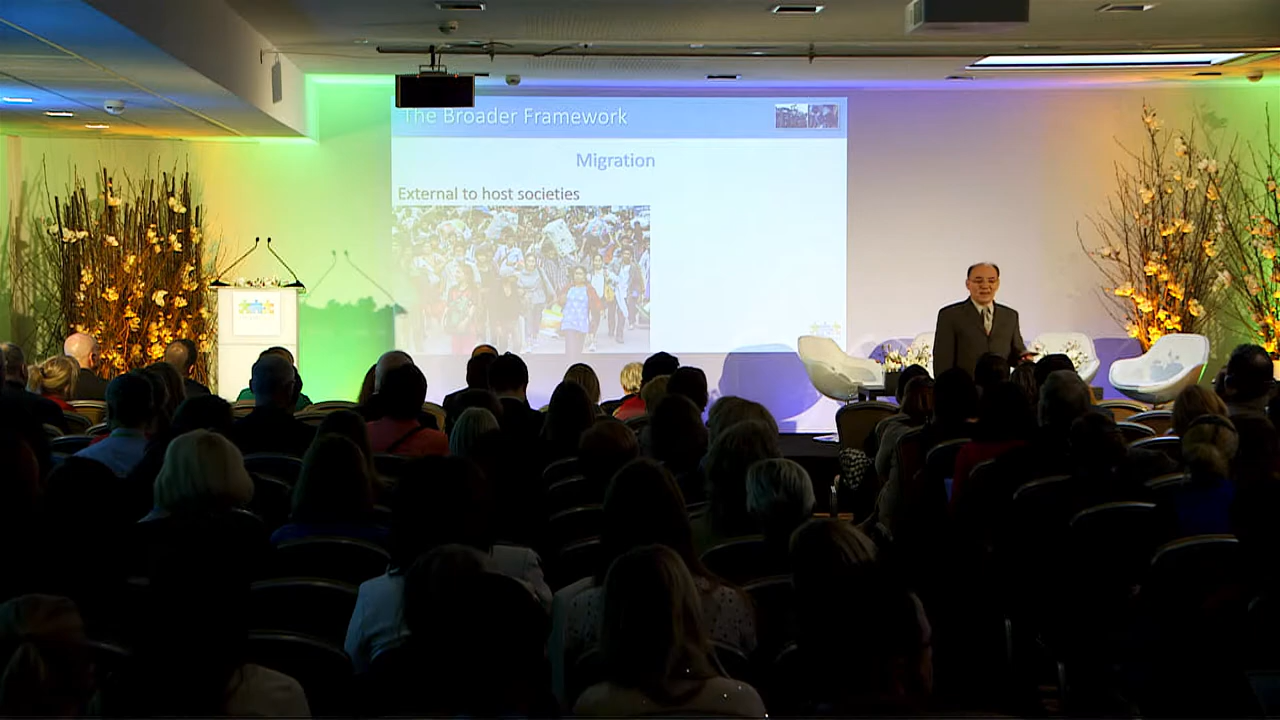 The Broader Framework
Migration
External to host societies